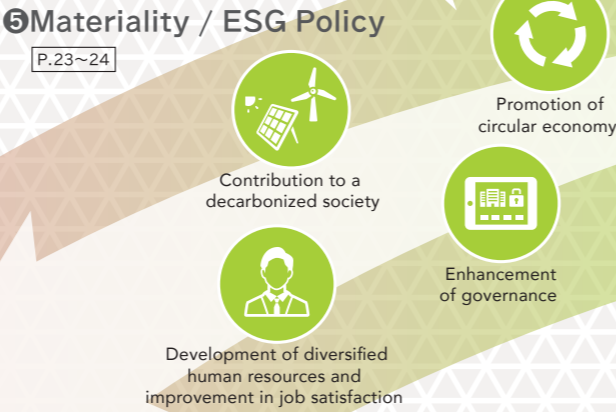 ❺Materiality / ESG Policy
P.23~24
Promotion of
circular economy
Contribution to a
decarbonized society
Enhancement
of governance
Development of diversified
human resources and
improvement in job satisfaction